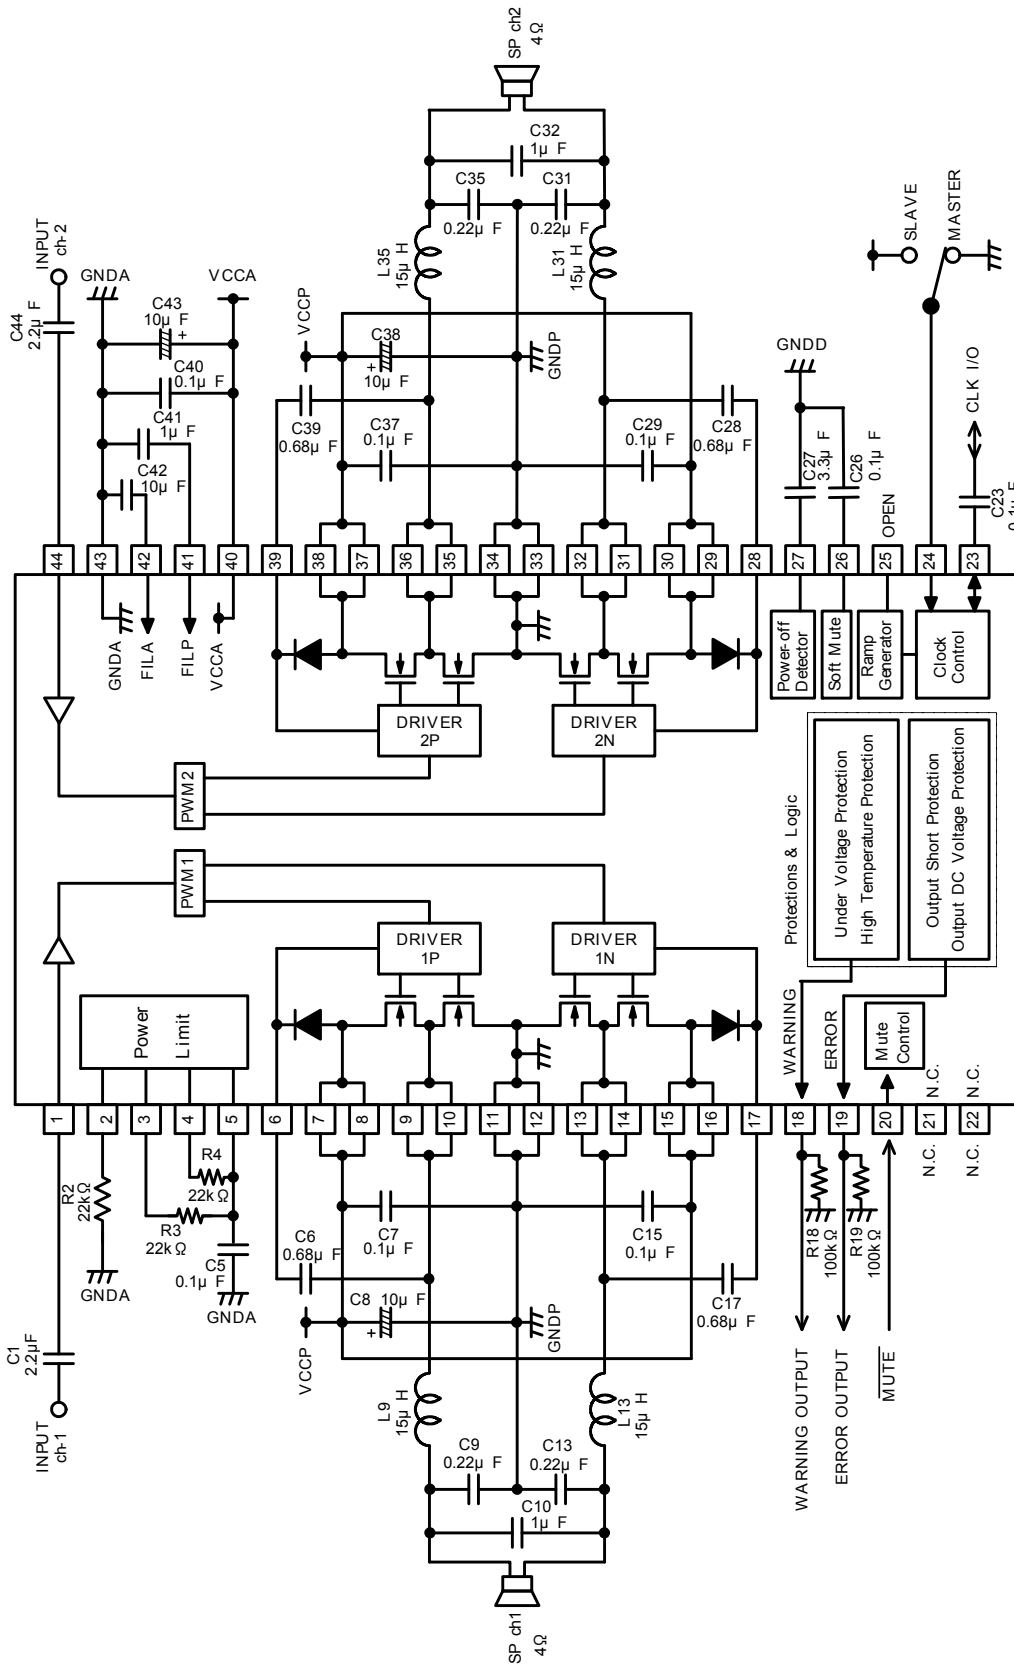 SP ch2
4Ω
C32
1μ F
C35
0.22μ F
C31
0.22μ F
L35
15μ H
L31
15μ H
INPUT
ch-2
C44
2.2μ F
GNDA
C43
10μ F
+
VCCA
C40
0.1μ F
C41
1μ F
C42
10μ F
VCCP
C38
+
10μ F
GNDP
C39
0.68μ F
C37
0.1μ F
C29
0.1μ F
C28
0.68μ F
SLAVE
MASTER
GNDD
C27
3.3μ F
C26
0.1μ F
OPEN
CLK I/O
C23
0.1μ F
44
43
42
41
40
39
38
37
36
35
34
33
32
31
30
29
28
27
26
25
24
23
GNDA
FILA
FILP
VCCA
DRIVER
2P
DRIVER
2N
PWM2
Power-off
Detector
Soft Mute
Ramp
Generator
Clock
Control
Protections & Logic
Under Voltage Protection
High Temperature Protection
Output Short Protection
Output DC Voltage Protection
PWM1
DRIVER
1P
DRIVER
1N
Power
Limit
WARNING
ERROR
Mute
Control
N.C.
N.C.
1
2
3
4
5
6
7
8
9
10
11
12
13
14
15
16
17
18
19
20
21
22
N.C.
N.C.
C1
2.2μF
INPUT
ch-1
R2
22kΩ
GNDA
R4
22kΩ
R3
22kΩ
C5
0.1μ F
GNDA
C6
0.68μ F
C7
0.1μ F
C15
0.1μ F
C17
0.68μ F
VCCP
C8 10μ F
+
GNDP
L9
15μ H
L13
15μ H
C9
0.22μ F
C13
0.22μ F
C10
1μ F
SP ch1
4Ω
R18
100kΩ
R19
100kΩ
WARNING OUTPUT
ERROR OUTPUT
MUTE